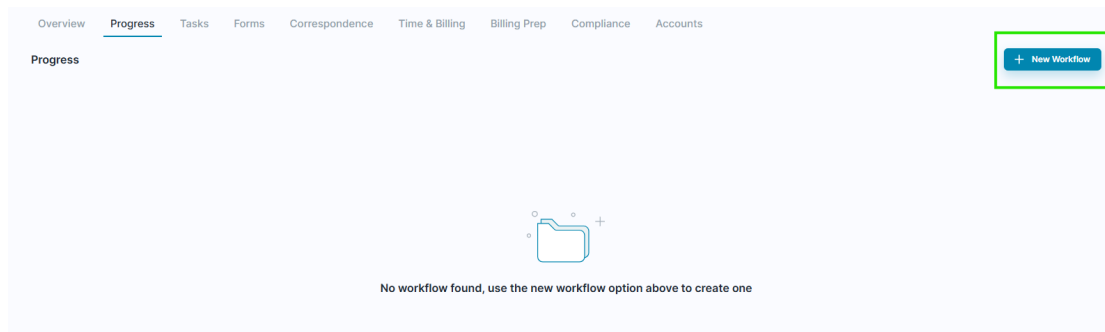 Overview Progress Tasks Forms Correspondence Time & Billing Billing Prep Compliance Accounts
Progress
+ New Workflow
No workflow found, use the new workflow option above to create one